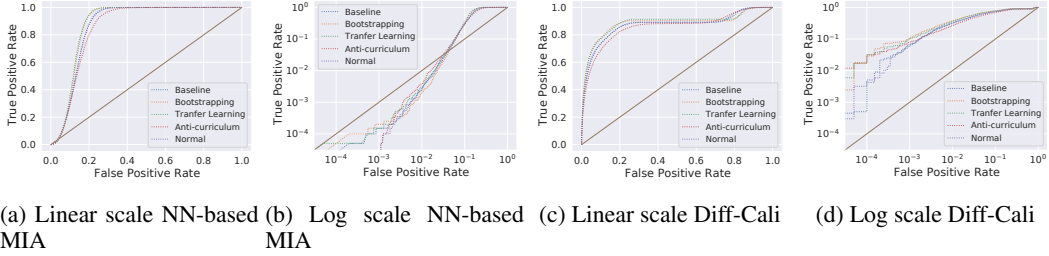 True Positive Rate
1.0
0.8
0.6
0.4
0.2
0.0
Baseline
Bootstrapping
Tranfer Learning
Anti-curriculum
Normal
0.0 0.2 0.4 0.6 0.8 1.0
False Positive Rate
True Positive Rate
10^0
10^-1
10^-2
10^-3
10^-4
Baseline
Bootstrapping
Tranfer Learning
Anti-curriculum
Normal
10^-4 10^-3 10^-2 10^-1 10^0
False Positive Rate
True Positive Rate
1.0
0.8
0.6
0.4
0.2
0.0
Baseline
Bootstrapping
Tranfer Learning
Anti-curriculum
Normal
0.0 0.2 0.4 0.6 0.8 1.0
False Positive Rate
True Positive Rate
10^0
10^-1
10^-2
10^-3
10^-4
Baseline
Bootstrapping
Tranfer Learning
Anti-curriculum
Normal
10^-4 10^-3 10^-2 10^-1 10^0
False Positive Rate
(a) Linear scale NN-based
MIA
(b) Log scale NN-based
MIA
(c) Linear scale Diff-Cali
(d) Log scale Diff-Cali